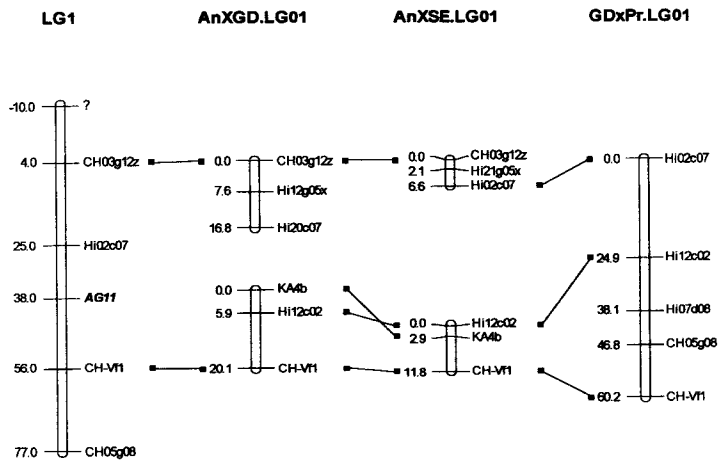 LG1 AnXGD.LG01 AnXSE.LG01 GDxPr.LG01
-10.0 ?
4.0 CH03g12z
25.0 Hi02c07
38.0 AG11
56.0 CH-Vf1
77.0 CH05g08
0.0 CH03g12z
7.6 Hi12g05x
16.8 Hi20c07
0.0 KA4b
5.9 Hi12c02
20.1 CH-Vf1
0.0 CH03g12z
2.1 Hi21g05x
6.6 Hi02c07
0.0 Hi12c02
2.9 KA4b
11.8 CH-Vf1
0.0 Hi02c07
24.9 Hi12c02
38.1 Hi07d08
46.8 CH05g08
60.2 CH-Vf1